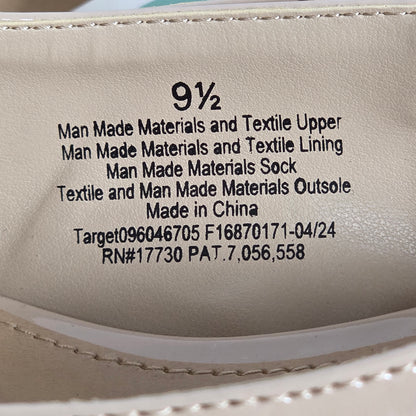 9½
Man Made Materials and Textile Upper
Man Made Materials and Textile Lining
Man Made Materials Sock
Textile and Man Made Materials Outsole
Made in China
Target096046705 F16870171-04/24
RN#17730 PAT.7,056,558